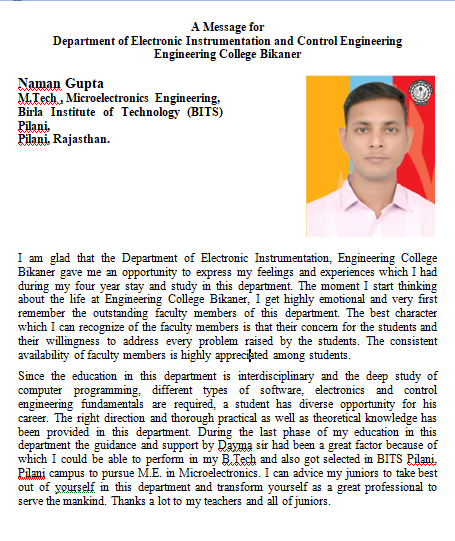 A Message for
Department of Electronic Instrumentation and Control Engineering
Engineering College Bikaner
Naman Gupta
M.Tech., Microelectronics Engineering,
Birla Institute of Technology (BITS)
Pilani,
Pilani, Rajasthan.
I am glad that the Department of Electronic Instrumentation, Engineering College
Bikaner gave me an opportunity to express my feelings and experiences which I had
during my four year stay and study in this department. The moment I start thinking
about the life at Engineering College Bikaner, I get highly emotional and very first
remember the outstanding faculty members of this department. The best character
which I can recognize of the faculty members is that their concern for the students and
their willingness to address every problem raised by the students. The consistent
availability of faculty members is highly appreciated among students.
Since the education in this department is interdisciplinary and the deep study of
computer programming, different types of software, electronics and control
engineering fundamentals are required, a student has diverse opportunity for his
career. The right direction and thorough practical as well as theoretical knowledge has
been provided in this department. During the last phase of my education in this
department the guidance and support by Dayma sir had been a great factor because of
which I could be able to perform in my B.Tech and also got selected in BITS Pilani,
Pilani campus to pursue M.E. in Microelectronics. I can advice my juniors to take best
out of yourself in this department and transform yourself as a great professional to
serve the mankind. Thanks a lot to my teachers and all of juniors.